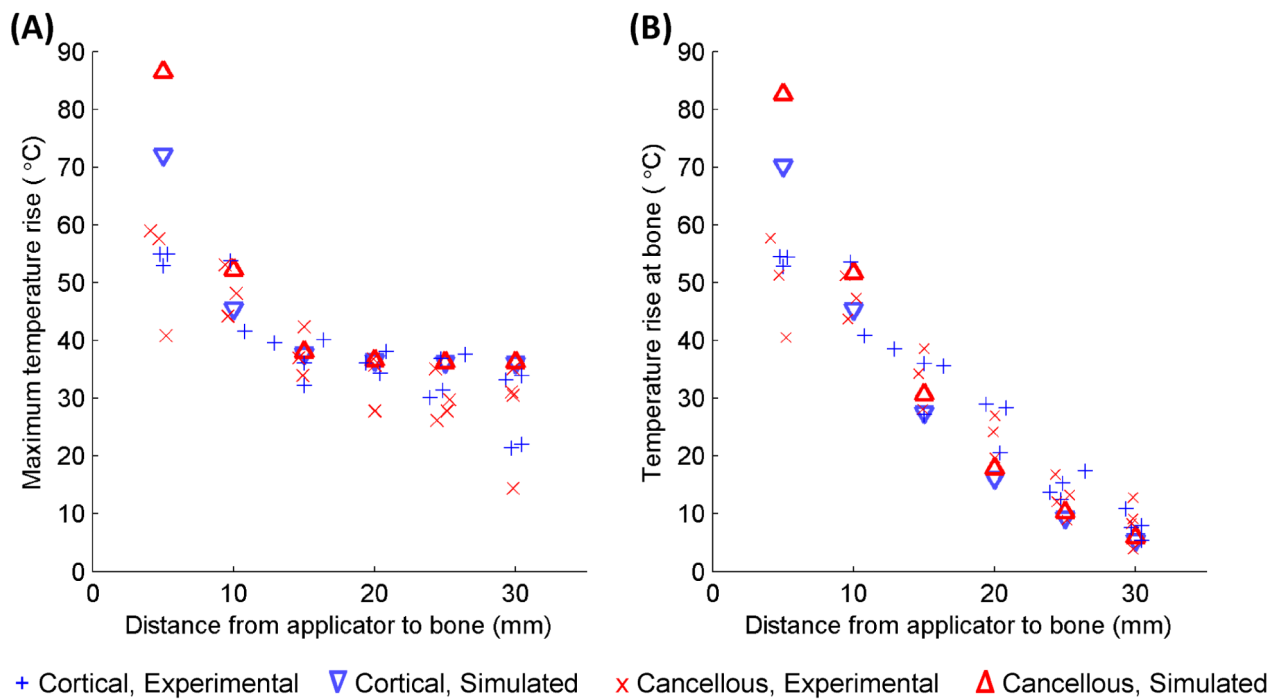 (A)
90
80
70
60
50
40
30
20
10
0
Maximum temperature rise ( °C)
0 10 20 30
Distance from applicator to bone (mm)
(B)
90
80
70
60
50
40
30
20
10
0
Temperature rise at bone ( °C)
0 10 20 30
Distance from applicator to bone (mm)
+ Cortical, Experimental ▽ Cortical, Simulated x Cancellous, Experimental △ Cancellous, Simulated